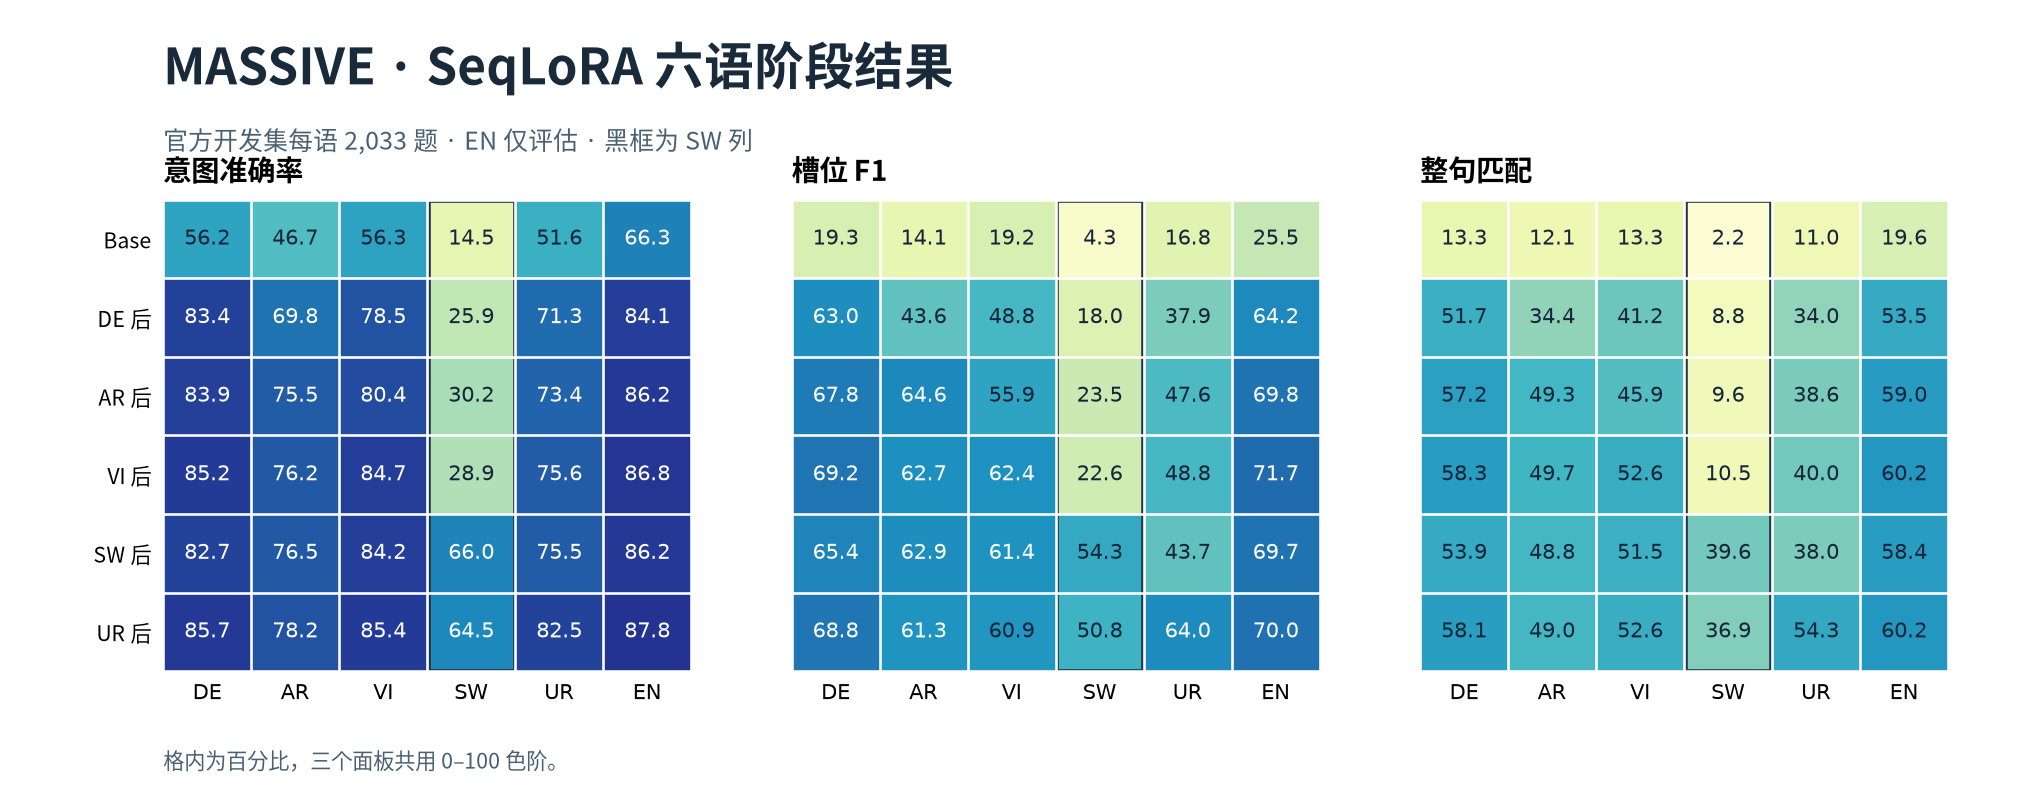 MASSIVE · SeqLoRA 六语阶段结果
官方开发集每语 2,033 题 · EN 仅评估 · 黑框为 SW 列
意图准确率
Base 56.2 46.7 56.3 14.5 51.6 66.3
DE 后 83.4 69.8 78.5 25.9 71.3 84.1
AR 后 83.9 75.5 80.4 30.2 73.4 86.2
VI 后 85.2 76.2 84.7 28.9 75.6 86.8
SW 后 82.7 76.5 84.2 66.0 75.5 86.2
UR 后 85.7 78.2 85.4 64.5 82.5 87.8
DE AR VI SW UR EN
槽位 F1
19.3 14.1 19.2 4.3 16.8 25.5
63.0 43.6 48.8 18.0 37.9 64.2
67.8 64.6 55.9 23.5 47.6 69.8
69.2 62.7 62.4 22.6 48.8 71.7
65.4 62.9 61.4 54.3 43.7 69.7
68.8 61.3 60.9 50.8 64.0 70.0
DE AR VI SW UR EN
整句匹配
13.3 12.1 13.3 2.2 11.0 19.6
51.7 34.4 41.2 8.8 34.0 53.5
57.2 49.3 45.9 9.6 38.6 59.0
58.3 49.7 52.6 10.5 40.0 60.2
53.9 48.8 51.5 39.6 38.0 58.4
58.1 49.0 52.6 36.9 54.3 60.2
DE AR VI SW UR EN
格内为百分比，三个面板共用 0–100 色阶。